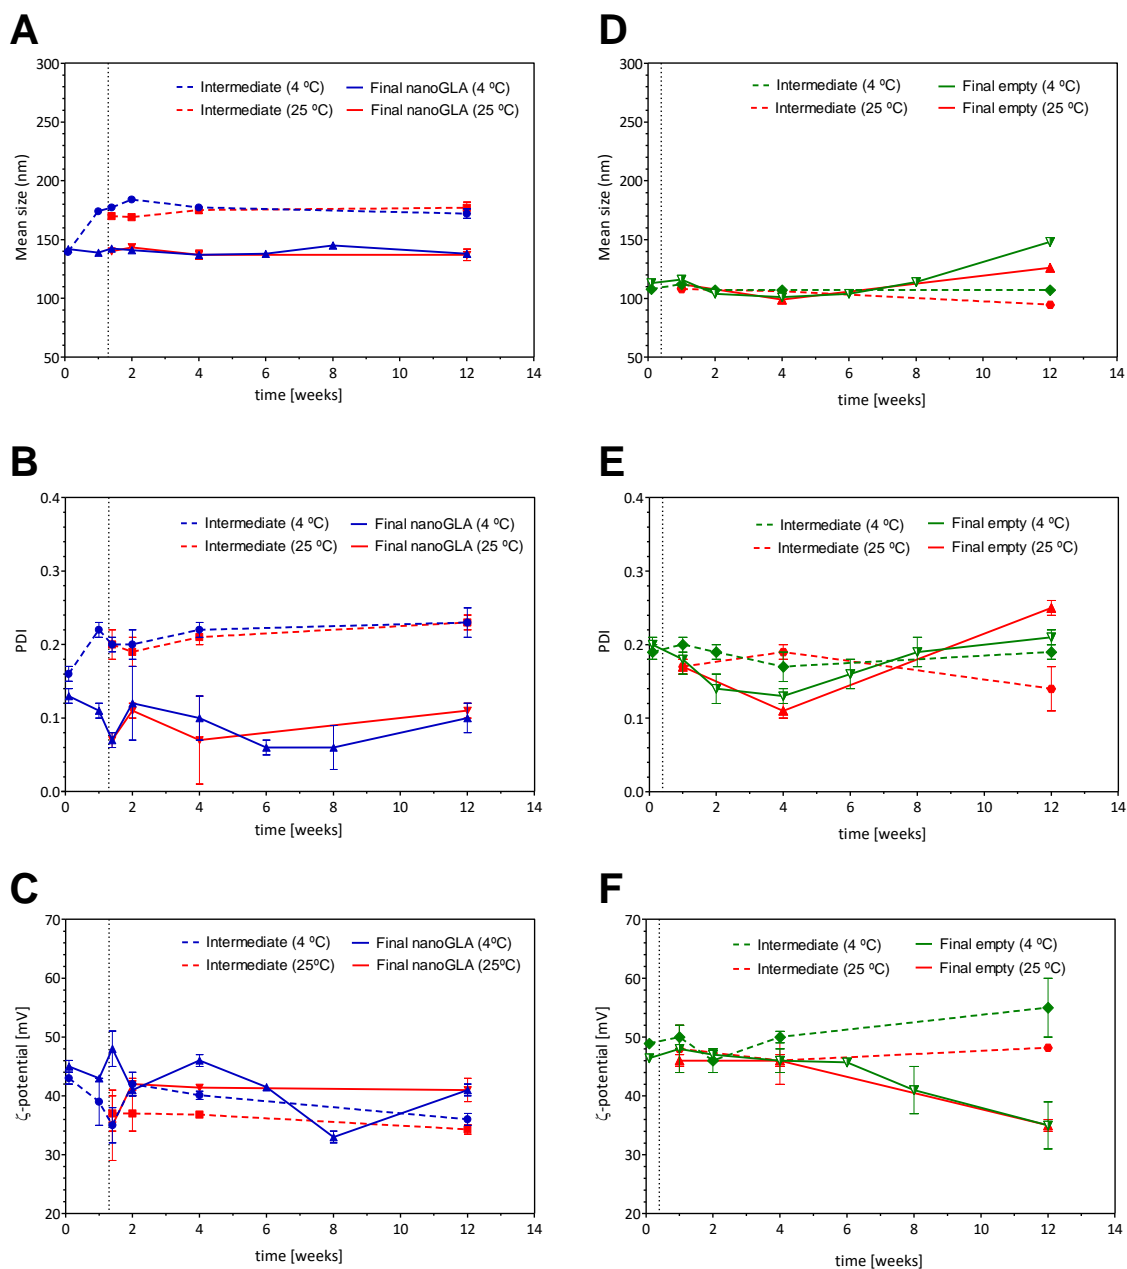 A
300
250
200
150
100
50
Mean size (nm)
Intermediate (4 ºC)
Final nanoGLA (4 ºC)
Intermediate (25 ºC)
Final nanoGLA (25 ºC)
0 2 4 6 8 10 12 14
time [weeks]
D
300
250
200
150
100
50
Mean size (nm)
Intermediate (4 ºC)
Final empty (4 ºC)
Intermediate (25 ºC)
Final empty (25 ºC)
0 2 4 6 8 10 12 14
time [weeks]
B
0.4
0.3
0.2
0.1
0.0
PDI
Intermediate (4 ºC)
Final nanoGLA (4 ºC)
Intermediate (25 ºC)
Final nanoGLA (25 ºC)
0 2 4 6 8 10 12 14
time [weeks]
E
0.4
0.3
0.2
0.1
0.0
PDI
Intermediate (4 ºC)
Final empty (4 ºC)
Intermediate (25 ºC)
Final empty (25 ºC)
0 2 4 6 8 10 12 14
time [weeks]
C
70
60
50
40
30
20
ζ-potential [mV]
Intermediate (4 ºC)
Final nanoGLA (4ºC)
Intermediate (25ºC)
Final nanoGLA (25ºC)
0 2 4 6 8 10 12 14
time [weeks]
F
70
60
50
40
30
20
ζ-potential [mV]
Intermediate (4 ºC)
Final empty (4 ºC)
Intermediate (25 ºC)
Final empty (25 ºC)
0 2 4 6 8 10 12 14
time [weeks]